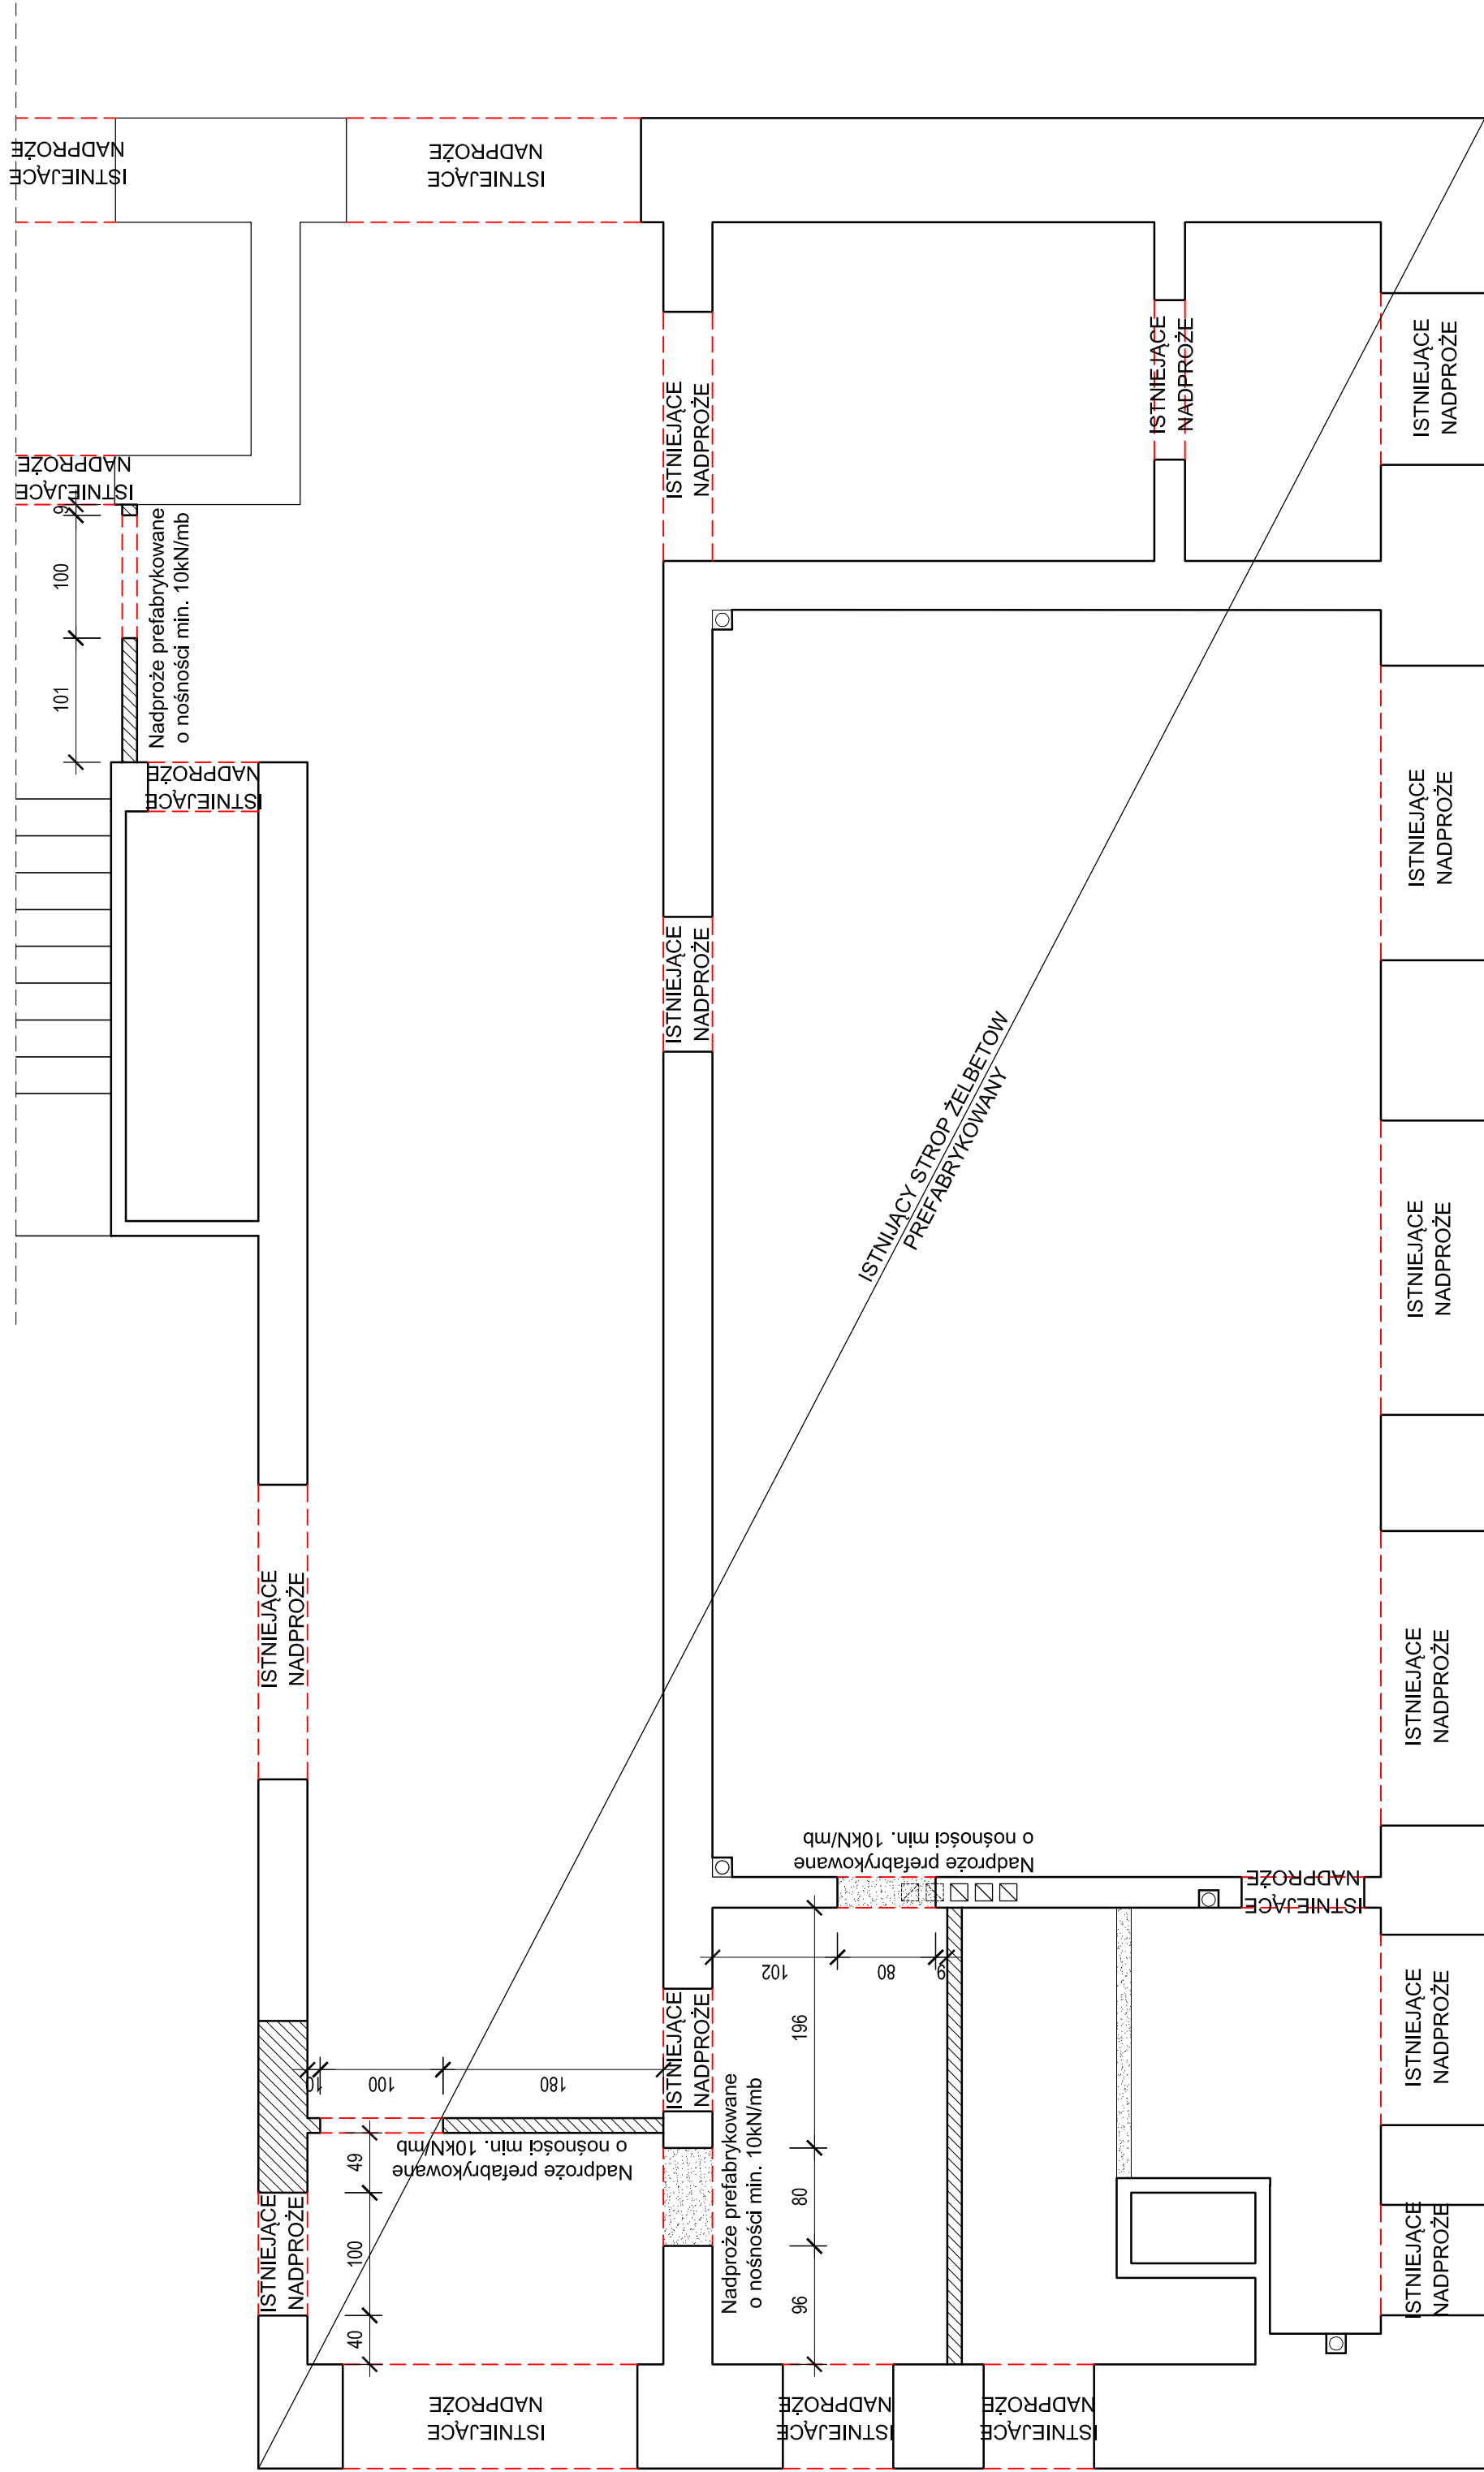 ISTNIEJĄCE
NADPROŻE
ISTNIEJĄCE
NADPROŻE
ISTNIEJĄCE
NADPROŻE
9
100
101
Nadproże prefabrykowane
o nośności min. 10kN/mb
ISTNIEJĄCE
NADPROŻE
ISTNIEJĄCE
NADPROŻE
ISTNIEJĄCE
NADPROŻE
ISTNIEJĄCE
NADPROŻE
ISTNIEJĄCE
NADPROŻE
ISTNIEJĄCE
NADPROŻE
ISTNIJĄCY STROP ŻELBETOW
PREFABRYKOWANY
ISTNIEJĄCE
NADPROŻE
ISTNIEJĄCE
NADPROŻE
ISTNIEJĄCE
NADPROŻE
Nadproże prefabrykowane
o nośności min. 10kN/mb
ISTNIEJĄCE
NADPROŻE
102
80
9
196
80
96
ISTNIEJĄCE
NADPROŻE
ISTNIEJĄCE
NADPROŻE
10
100
180
Nadproże prefabrykowane
o nośności min. 10kN/mb
Nadproże prefabrykowane
o nośności min. 10kN/mb
49
100
40
ISTNIEJĄCE
NADPROŻE
ISTNIEJĄCE
NADPROŻE
ISTNIEJĄCE
NADPROŻE
ISTNIEJĄCE
NADPROŻE
ISTNIEJĄCE
NADPROŻE